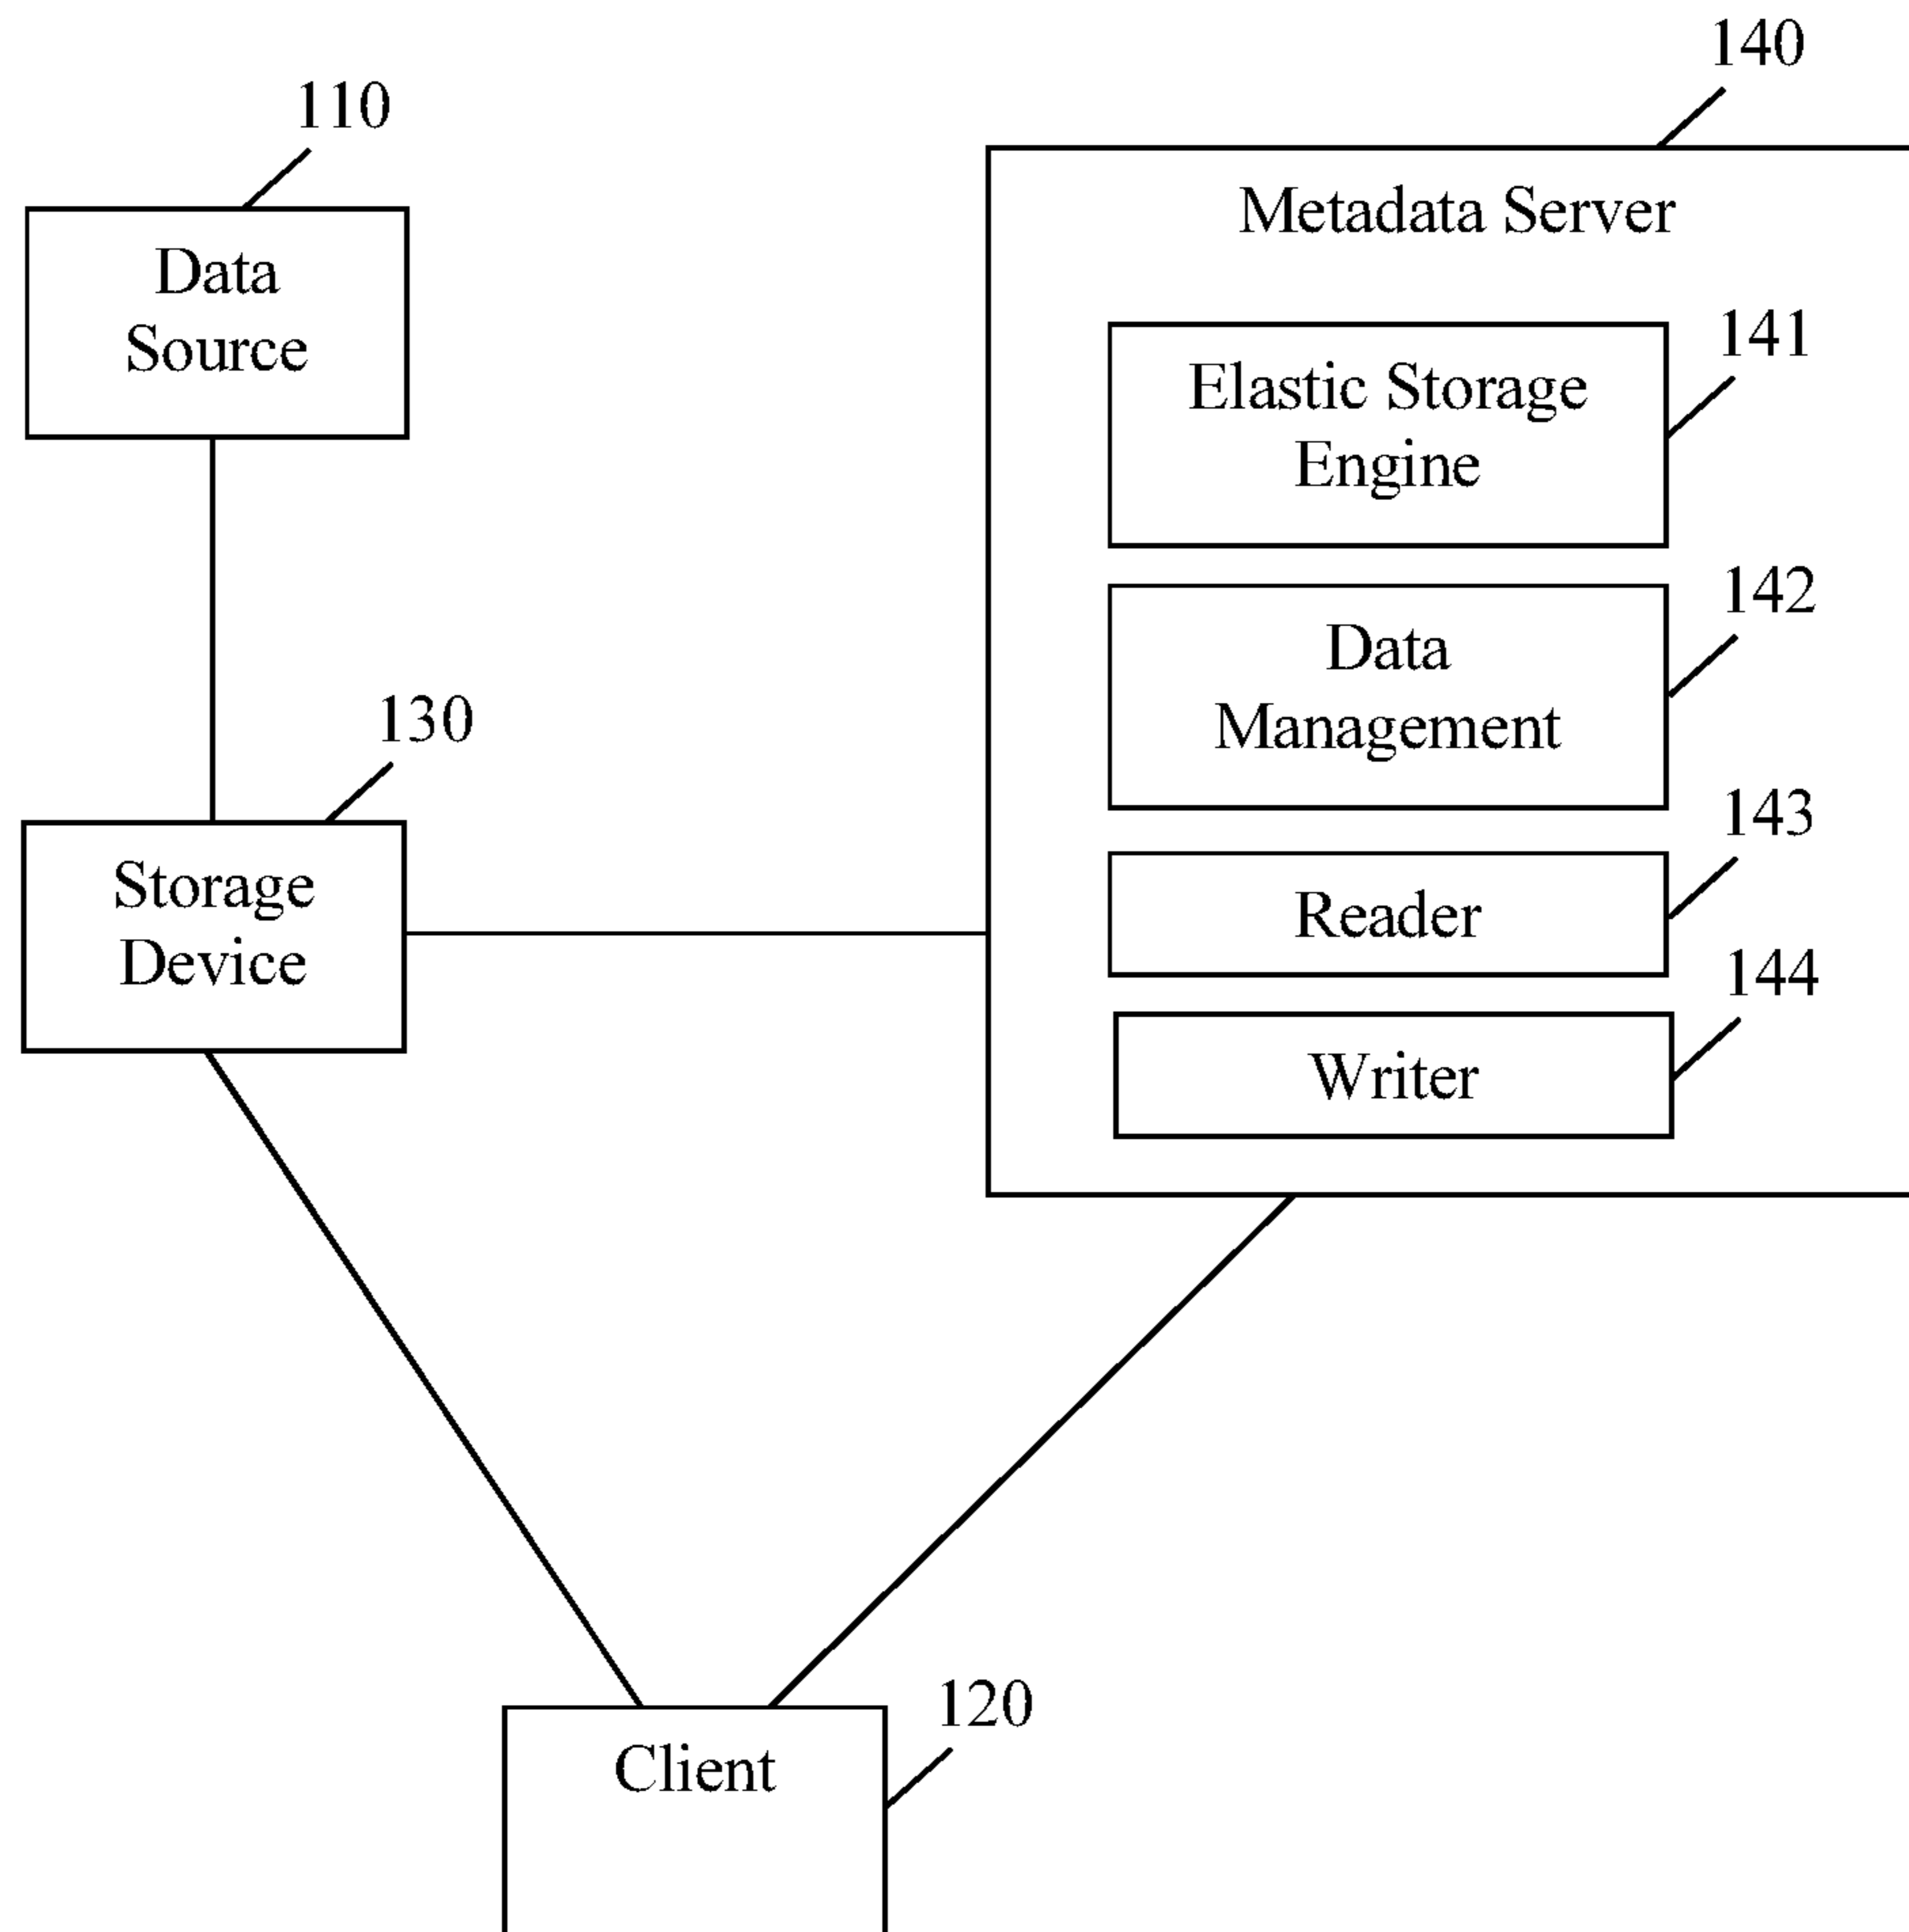 140
110
Metadata Server
Data
Source
141
Elastic Storage
Engine
142
Data
Management
130
143
Storage
Device
Reader
144
Writer
120
Client